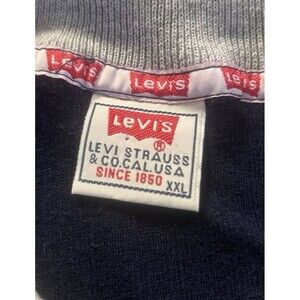 Levi's Levi's Levi's
LEVI'S
®
LEVI STRAUSS
& CO.CAL.USA
SINCE 1850 XXL